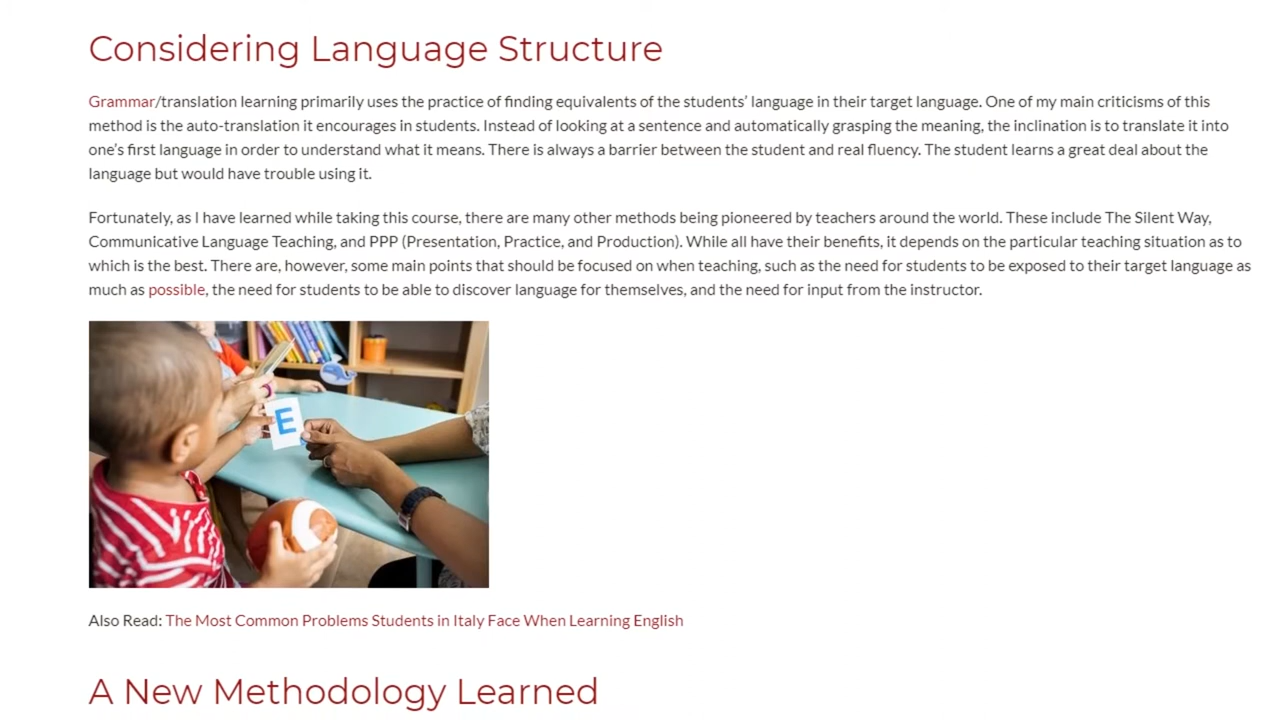 Considering Language Structure
Grammar/translation learning primarily uses the practice of finding equivalents of the students’ language in their target language. One of my main criticisms of this
method is the auto-translation it encourages in students. Instead of looking at a sentence and automatically grasping the meaning, the inclination is to translate it into
one’s first language in order to understand what it means. There is always a barrier between the student and real fluency. The student learns a great deal about the
language but would have trouble using it.
Fortunately, as I have learned while taking this course, there are many other methods being pioneered by teachers around the world. These include The Silent Way,
Communicative Language Teaching, and PPP (Presentation, Practice, and Production). While all have their benefits, it depends on the particular teaching situation as to
which is the best. There are, however, some main points that should be focused on when teaching, such as the need for students to be exposed to their target language as
much as possible, the need for students to be able to discover language for themselves, and the need for input from the instructor.
E
Also Read: The Most Common Problems Students in Italy Face When Learning English
A New Methodology Learned